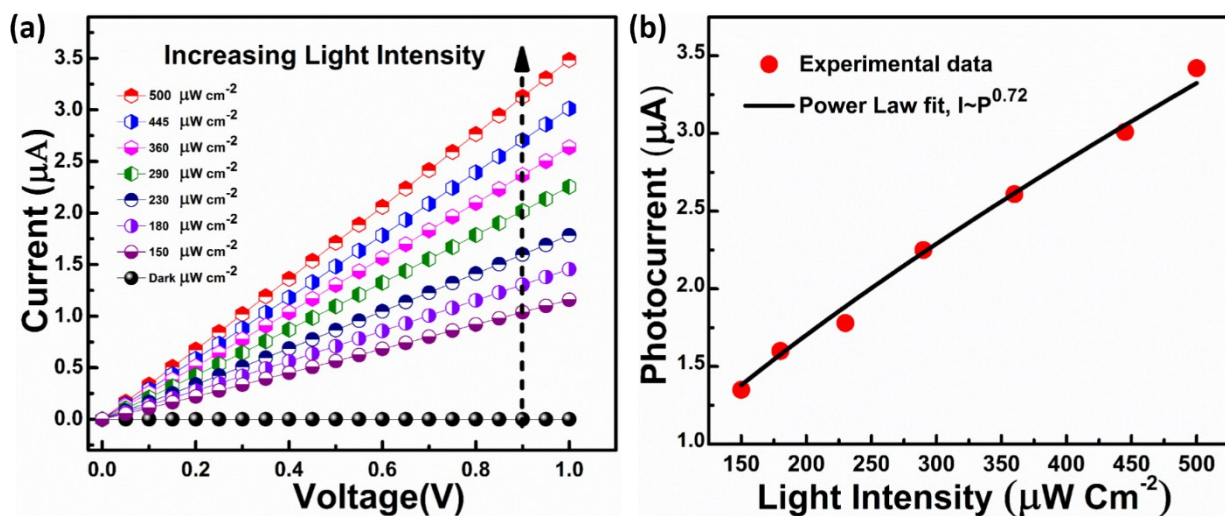 (a)
Increasing Light Intensity
500 μW cm-2
445 μW cm-2
360 μW cm-2
290 μW cm-2
230 μW cm-2
180 μW cm-2
150 μW cm-2
Dark μW cm-2
Current (μA)
3.5
3.0
2.5
2.0
1.5
1.0
0.5
0.0
0.0 0.2 0.4 0.6 0.8 1.0
Voltage(V)
(b)
Experimental data
Power Law fit, I~P0.72
Photocurrent (μA)
3.5
3.0
2.5
2.0
1.5
1.0
150 200 250 300 350 400 450 500
Light Intensity (μW Cm-2)